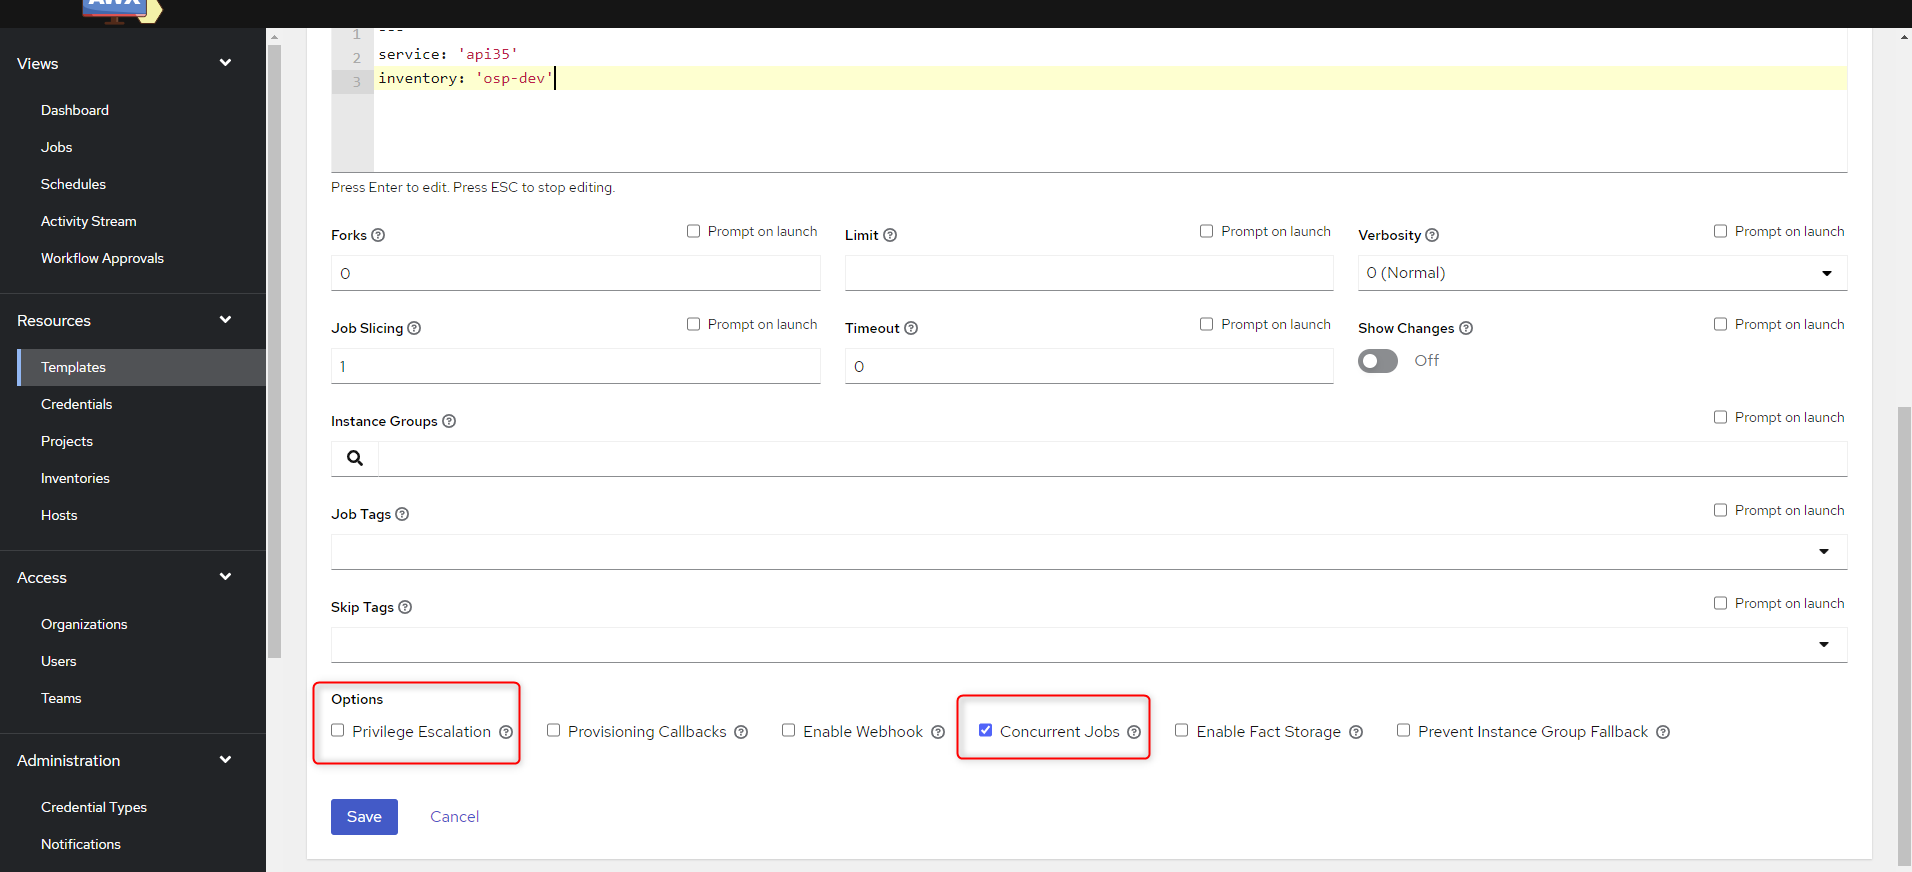 AWX
Views
Dashboard
Jobs
Schedules
Activity Stream
Workflow Approvals
Resources
Templates
Credentials
Projects
Inventories
Hosts
Access
Organizations
Users
Teams
Administration
Credential Types
Notifications
1 ---
2 service: 'api35'
3 inventory: 'osp-dev'
Press Enter to edit. Press ESC to stop editing.
Forks Prompt on launch Limit Prompt on launch Verbosity Prompt on launch
0 0 (Normal)
Job Slicing Prompt on launch Timeout Prompt on launch Show Changes Prompt on launch
1 0 Off
Instance Groups Prompt on launch
Job Tags Prompt on launch
Skip Tags Prompt on launch
Options
Privilege Escalation Provisioning Callbacks Enable Webhook Concurrent Jobs Enable Fact Storage Prevent Instance Group Fallback
Save Cancel